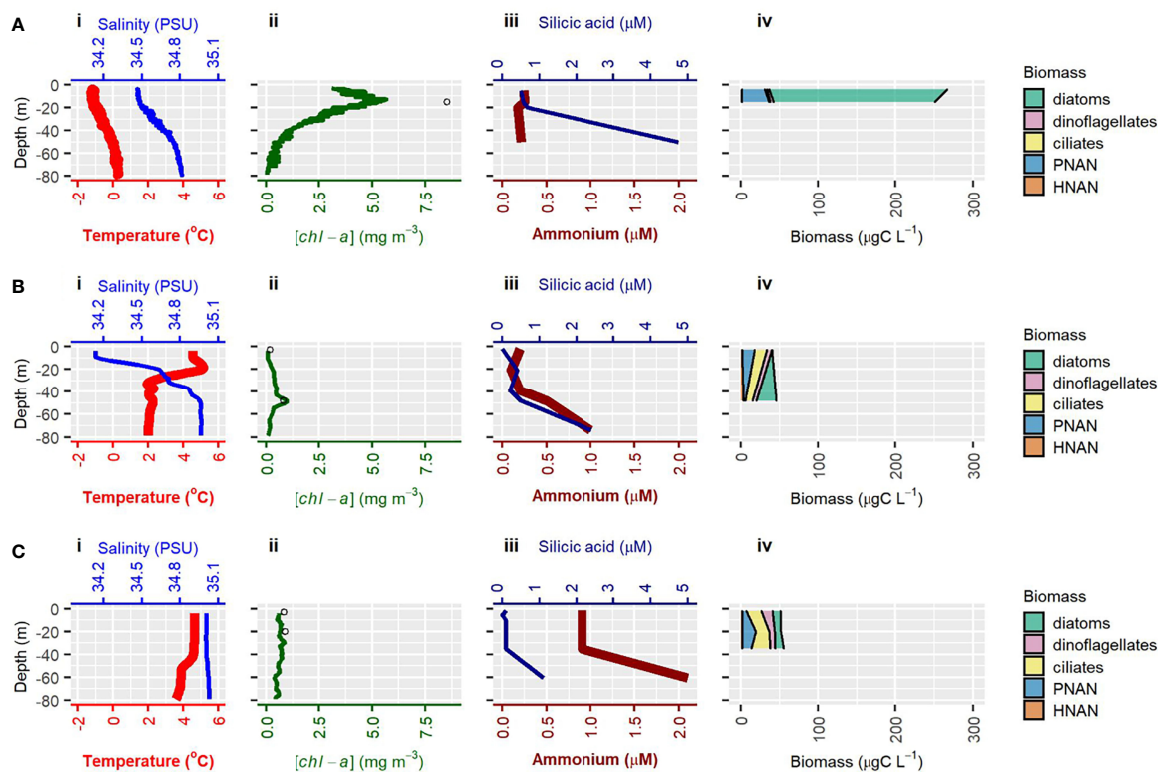 A
i
ii
iii
iv
Salinity (PSU)
Silicic acid (μM)
34.2 34.5 34.8 35.1
0 1 2 3 4 5
Depth (m)
0
-20
-40
-60
-80
-2 0 2 4 6
0.0 2.5 5.0 7.5
0.0 0.5 1.0 1.5 2.0
0 100 200 300
Temperature (°C)
[chl – a] (mg m⁻³)
Ammonium (μM)
Biomass (μgC L⁻¹)
Biomass
diatoms
dinoflagellates
ciliates
PNAN
HNAN
B
i
ii
iii
iv
Salinity (PSU)
Silicic acid (μM)
34.2 34.5 34.8 35.1
0 1 2 3 4 5
Depth (m)
0
-20
-40
-60
-80
-2 0 2 4 6
0.0 2.5 5.0 7.5
0.0 0.5 1.0 1.5 2.0
0 100 200 300
Temperature (°C)
[chl – a] (mg m⁻³)
Ammonium (μM)
Biomass (μgC L⁻¹)
Biomass
diatoms
dinoflagellates
ciliates
PNAN
HNAN
C
i
ii
iii
iv
Salinity (PSU)
Silicic acid (μM)
34.2 34.5 34.8 35.1
0 1 2 3 4 5
Depth (m)
0
-20
-40
-60
-80
-2 0 2 4 6
0.0 2.5 5.0 7.5
0.0 0.5 1.0 1.5 2.0
0 100 200 300
Temperature (°C)
[chl – a] (mg m⁻³)
Ammonium (μM)
Biomass (μgC L⁻¹)
Biomass
diatoms
dinoflagellates
ciliates
PNAN
HNAN